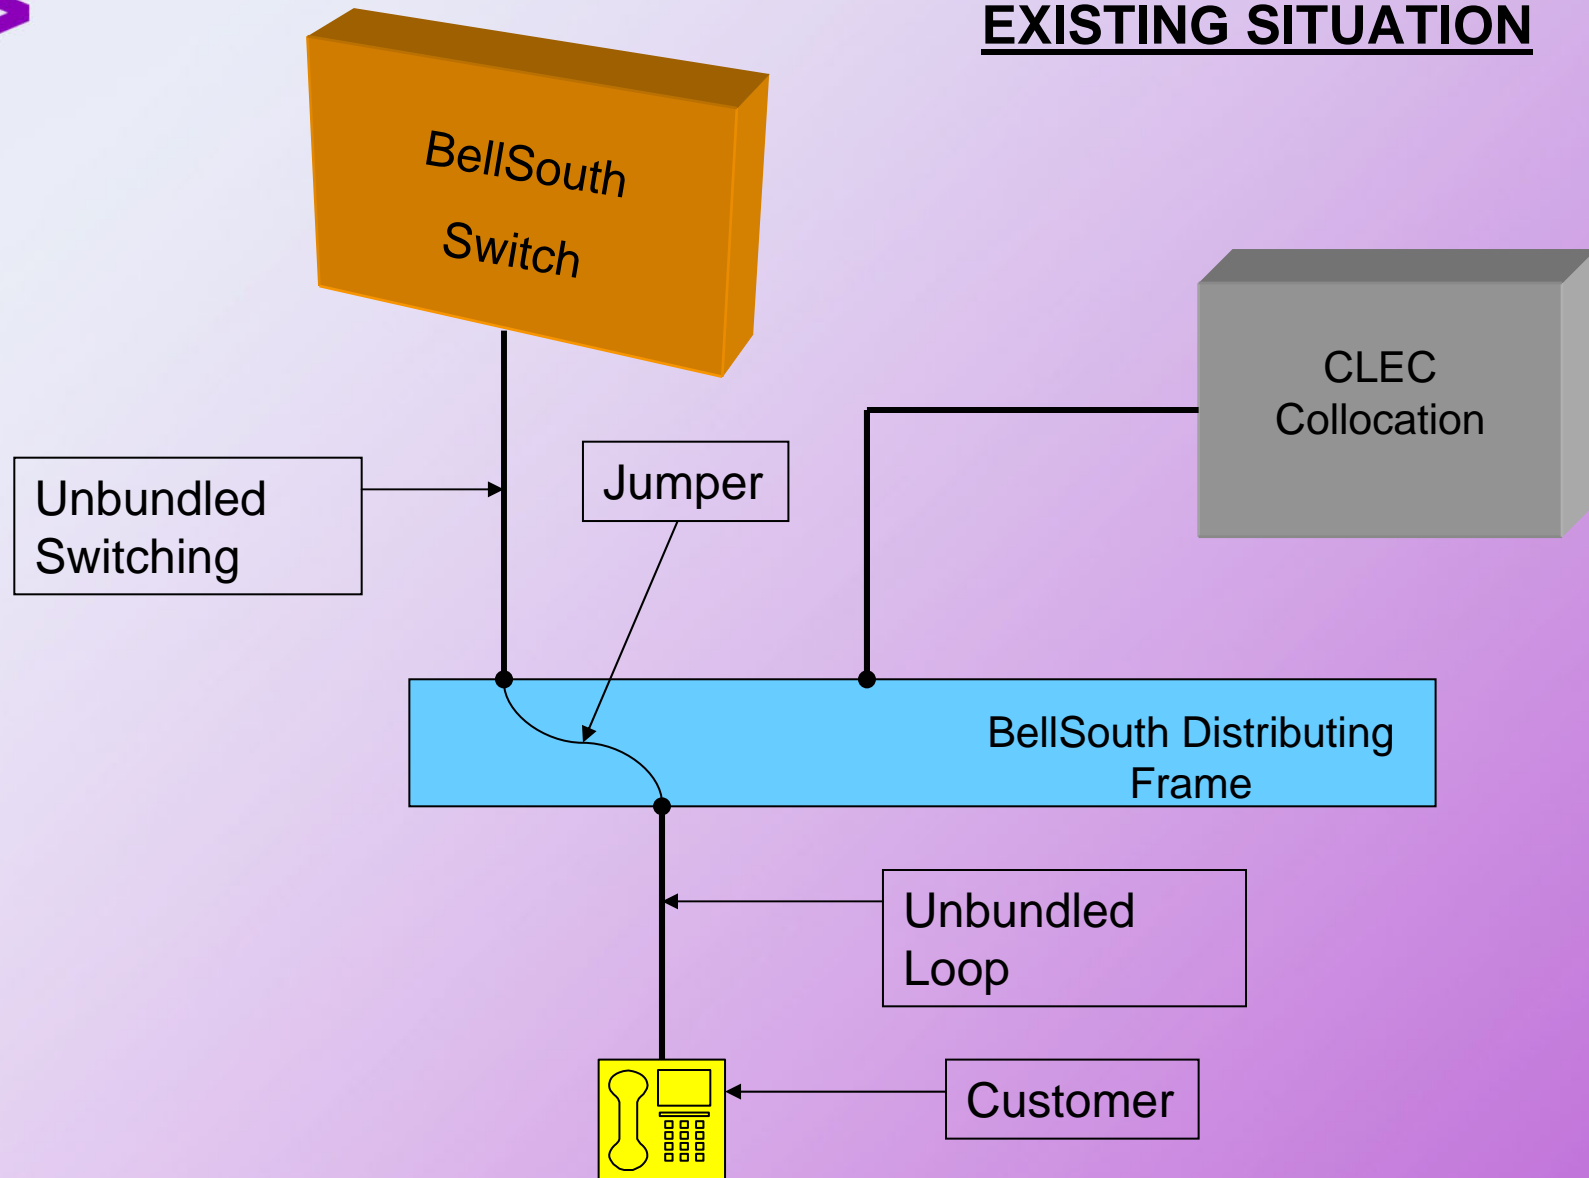 EXISTING SITUATION
BellSouth
Switch
CLEC
Collocation
Jumper
Unbundled
Switching
BellSouth Distributing
Frame
Unbundled
Loop
Customer